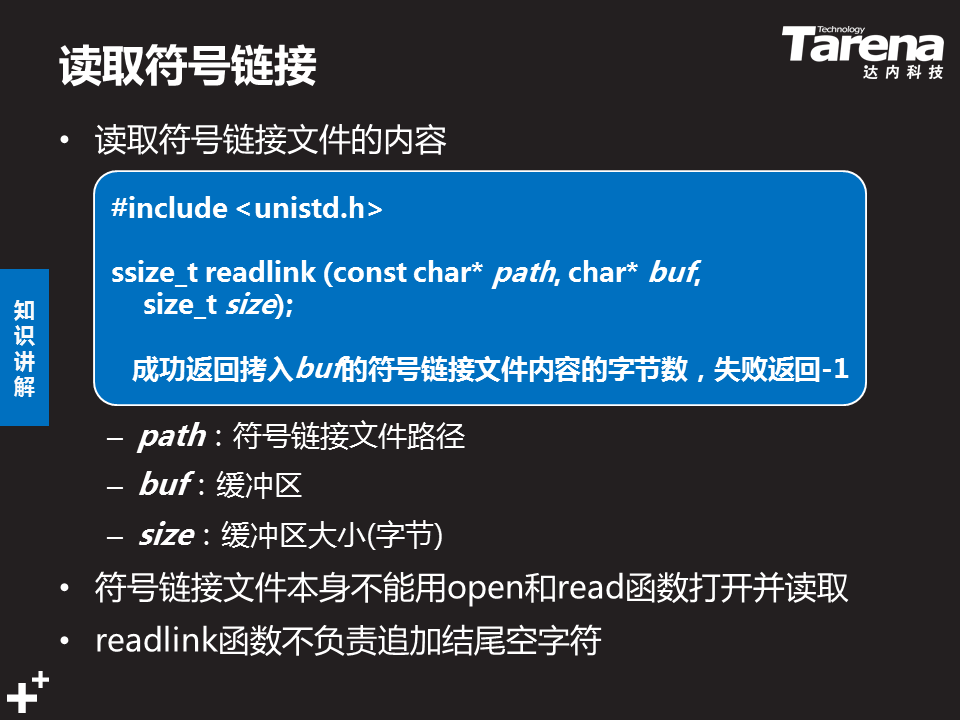 读取符号链接
Technology
Tarena
达内科技
• 读取符号链接文件的内容
#include <unistd.h>
ssize_t readlink (const char* path, char* buf,
size_t size);
成功返回拷入buf的符号链接文件内容的字节数，失败返回-1
知
识
讲
解
– path：符号链接文件路径
– buf：缓冲区
– size：缓冲区大小(字节)
• 符号链接文件本身不能用open和read函数打开并读取
• readlink函数不负责追加结尾空字符